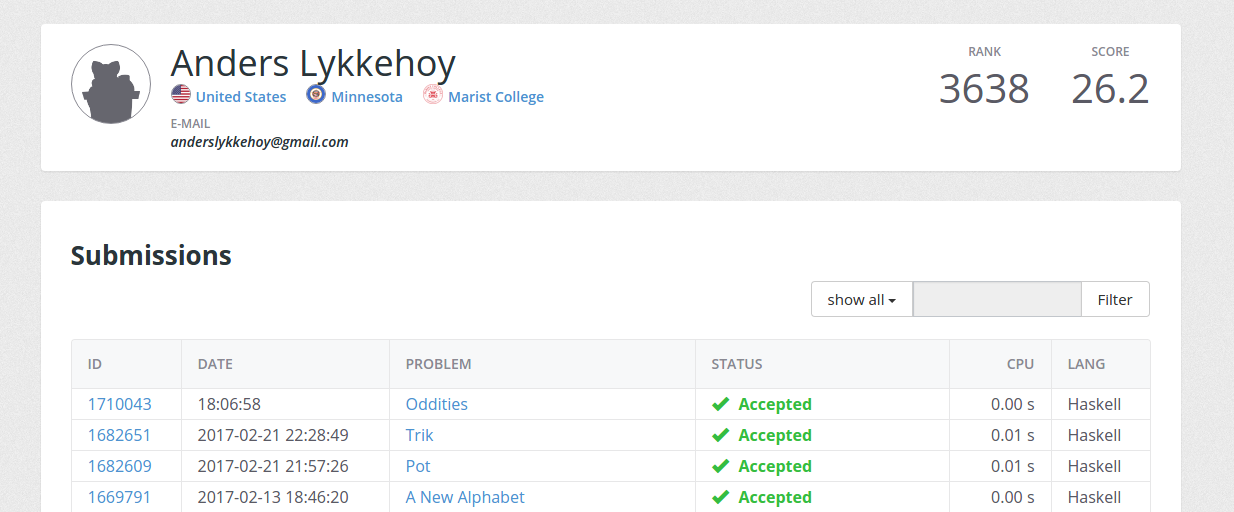 Anders Lykkehoy
RANK SCORE
3638 26.2
United States Minnesota Marist College
E-MAIL
anderslykkehoy@gmail.com
Submissions
show all Filter
ID DATE PROBLEM STATUS CPU LANG
1710043 18:06:58 Oddities Accepted 0.00 s Haskell
1682651 2017-02-21 22:28:49 Trik Accepted 0.01 s Haskell
1682609 2017-02-21 21:57:26 Pot Accepted 0.01 s Haskell
1669791 2017-02-13 18:46:20 A New Alphabet Accepted 0.00 s Haskell